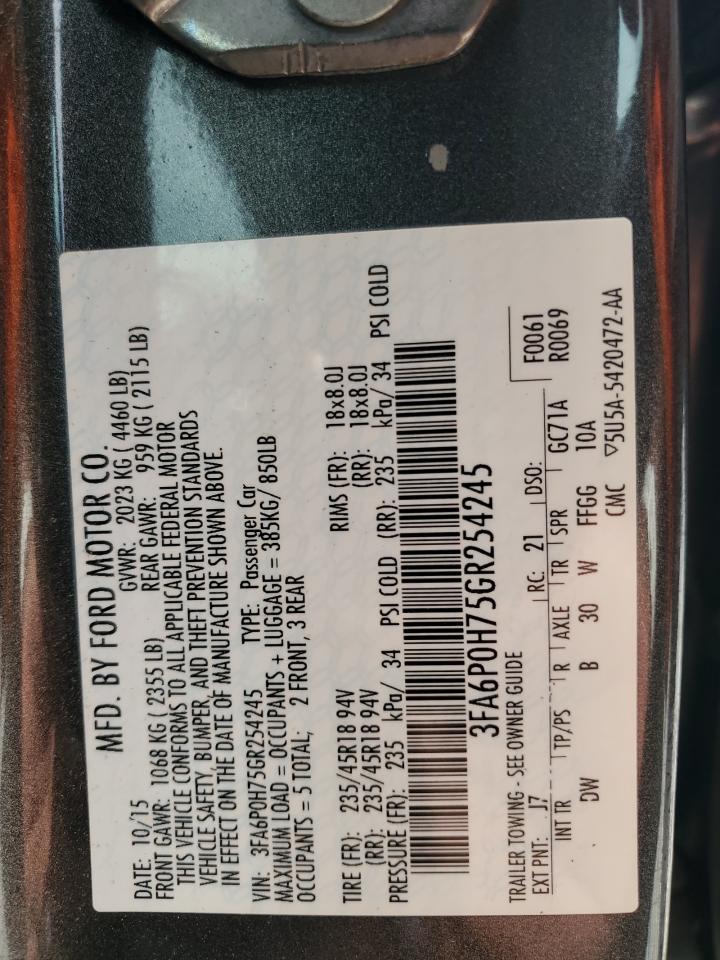 MFD. BY FORD MOTOR CO.
DATE: 10/15 GVWR: 2023 KG ( 4460 LB)
FRONT GAWR: 1068 KG ( 2355 LB) REAR GAWR: 959 KG ( 2115 LB)
THIS VEHICLE CONFORMS TO ALL APPLICABLE FEDERAL MOTOR
VEHICLE SAFETY, BUMPER, AND THEFT PREVENTION STANDARDS
IN EFFECT ON THE DATE OF MANUFACTURE SHOWN ABOVE.
VIN: 3FA6P0H75GR254245 TYPE: Passenger Car
MAXIMUM LOAD = OCCUPANTS + LUGGAGE = 385KG/ 850LB
OCCUPANTS = 5 TOTAL; 2 FRONT, 3 REAR
TIRE (FR): 235/45R18 94V RIMS (FR): 18x8.0J
(RR): 235/45R18 94V (RR): 18x8.0J
PRESSURE (FR): 235 kPa/ 34 PSI COLD (RR): 235 kPa/ 34 PSI COLD
3FA6P0H75GR254245
TRAILER TOWING - SEE OWNER GUIDE F0061
R0069
EXT PNT: J7 RC: 21 DSO:
INT TR TP/PS R AXLE TR SPR GC71A
DW B 30 W FFGG 10A
CMC ▽5U5A-5420472-AA